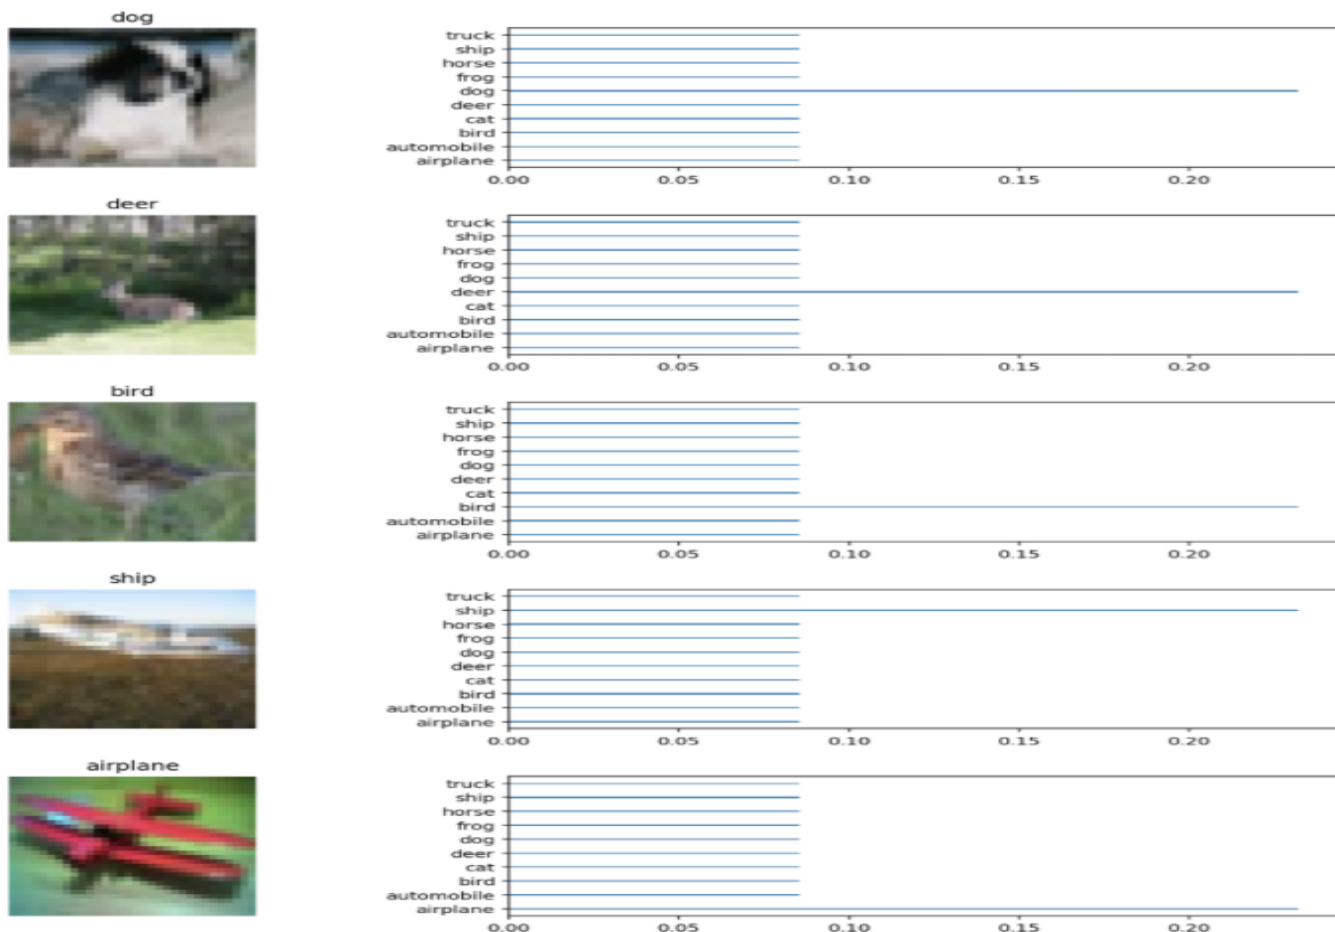 dog
truck
ship
horse
frog
dog
deer
cat
bird
automobile
airplane
0.00 0.05 0.10 0.15 0.20
deer
truck
ship
horse
frog
dog
deer
cat
bird
automobile
airplane
0.00 0.05 0.10 0.15 0.20
bird
truck
ship
horse
frog
dog
deer
cat
bird
automobile
airplane
0.00 0.05 0.10 0.15 0.20
ship
truck
ship
horse
frog
dog
deer
cat
bird
automobile
airplane
0.00 0.05 0.10 0.15 0.20
airplane
truck
ship
horse
frog
dog
deer
cat
bird
automobile
airplane
0.00 0.05 0.10 0.15 0.20